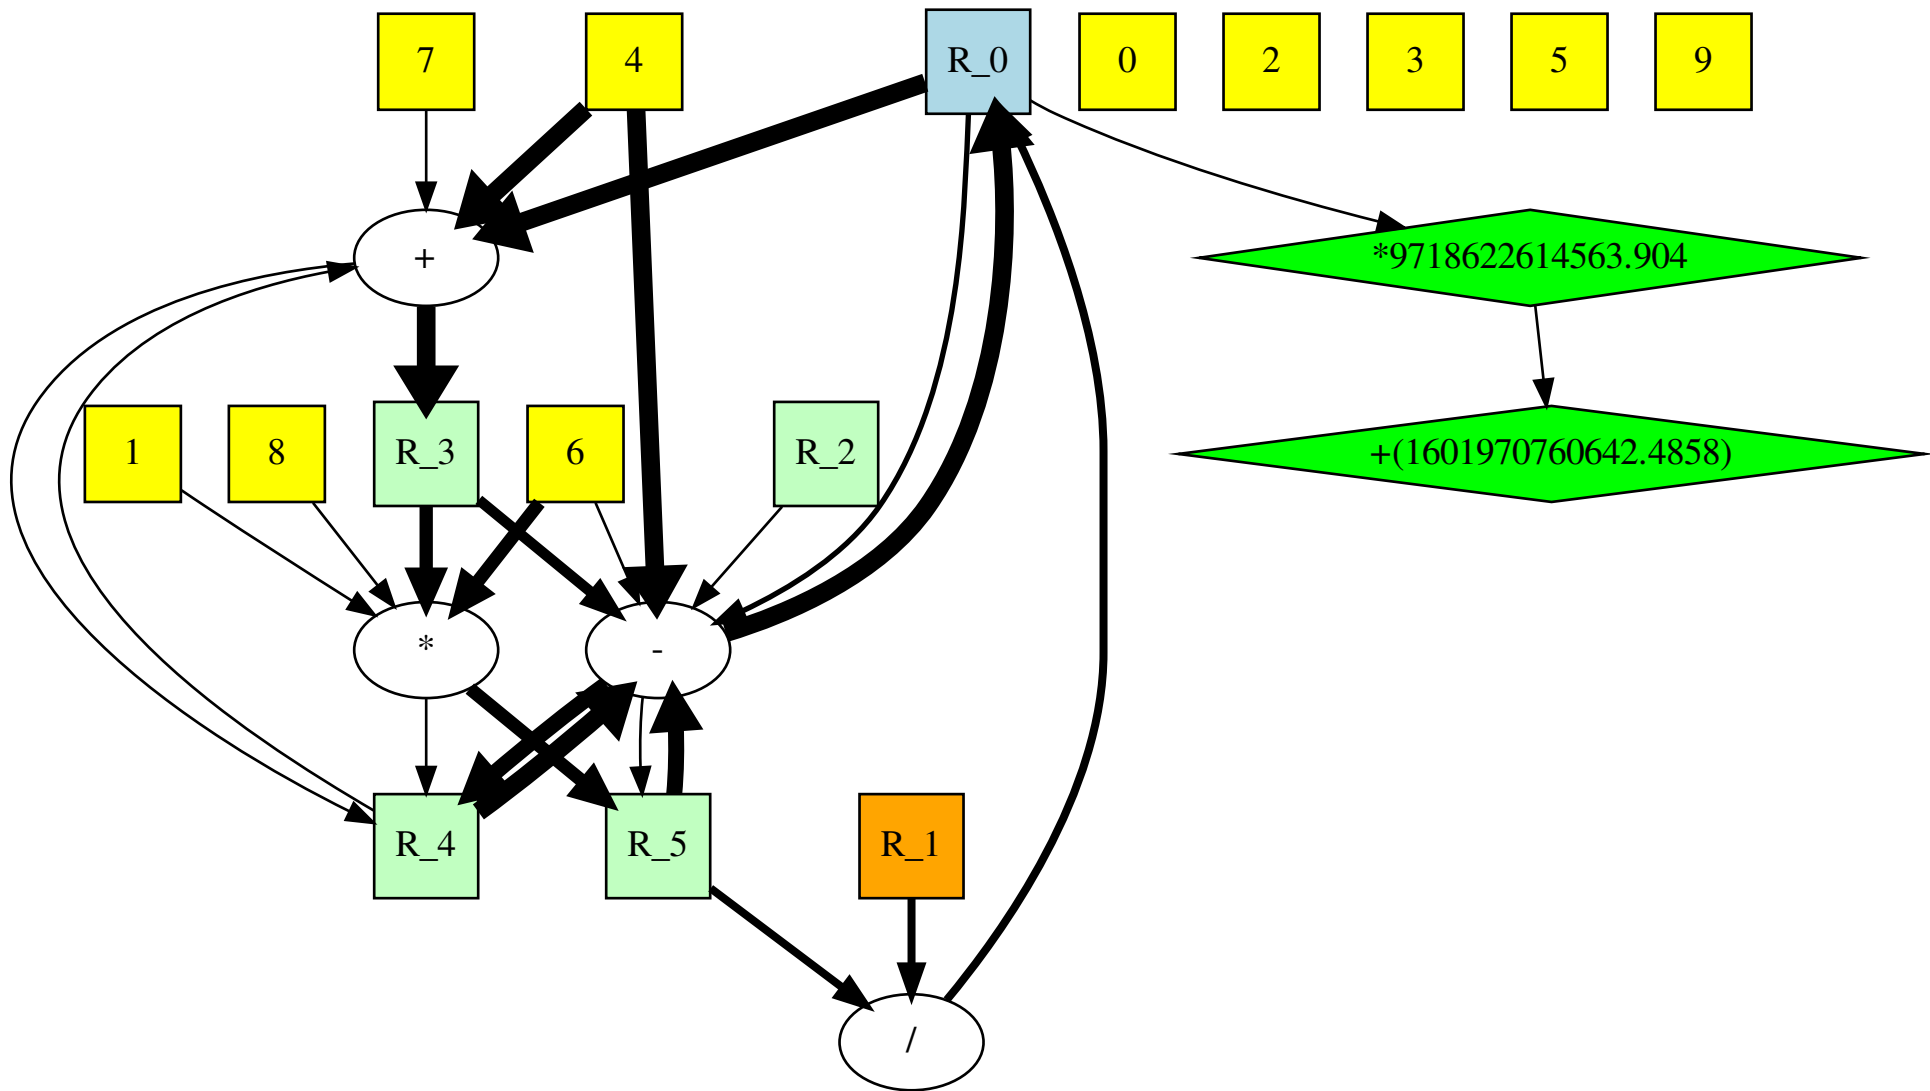 7
4
R_0
0
2
3
5
9
+
*9718622614563.904
1
8
R_3
6
R_2
+(1601970760642.4858)
*
-
R_4
R_5
R_1
/